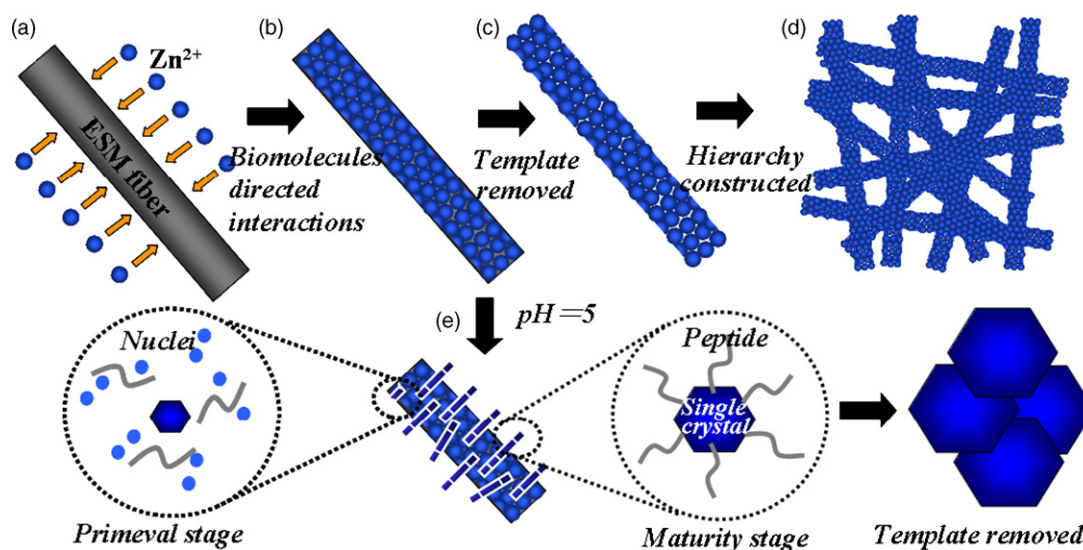 (a)
Zn²⁺
ESM fiber
(b)
Biomolecules
directed
interactions
(c)
Template
removed
(d)
Hierarchy
constructed
(e)
pH=5
Nuclei
Primeval stage
Peptide
Single
crystal
Maturity stage
Template removed